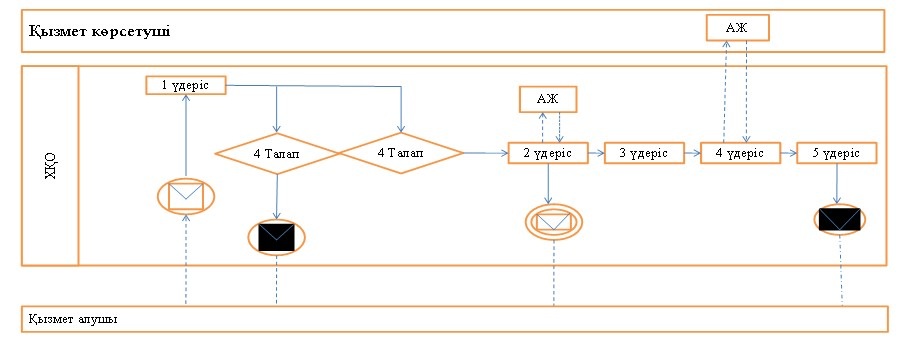 Қызмет көрсетуші
АЖ
ХҚО
1 үдеріс
АЖ
4 Талап
4 Талап
2 үдеріс
3 үдеріс
4 үдеріс
5 үдеріс
Қызмет алушы